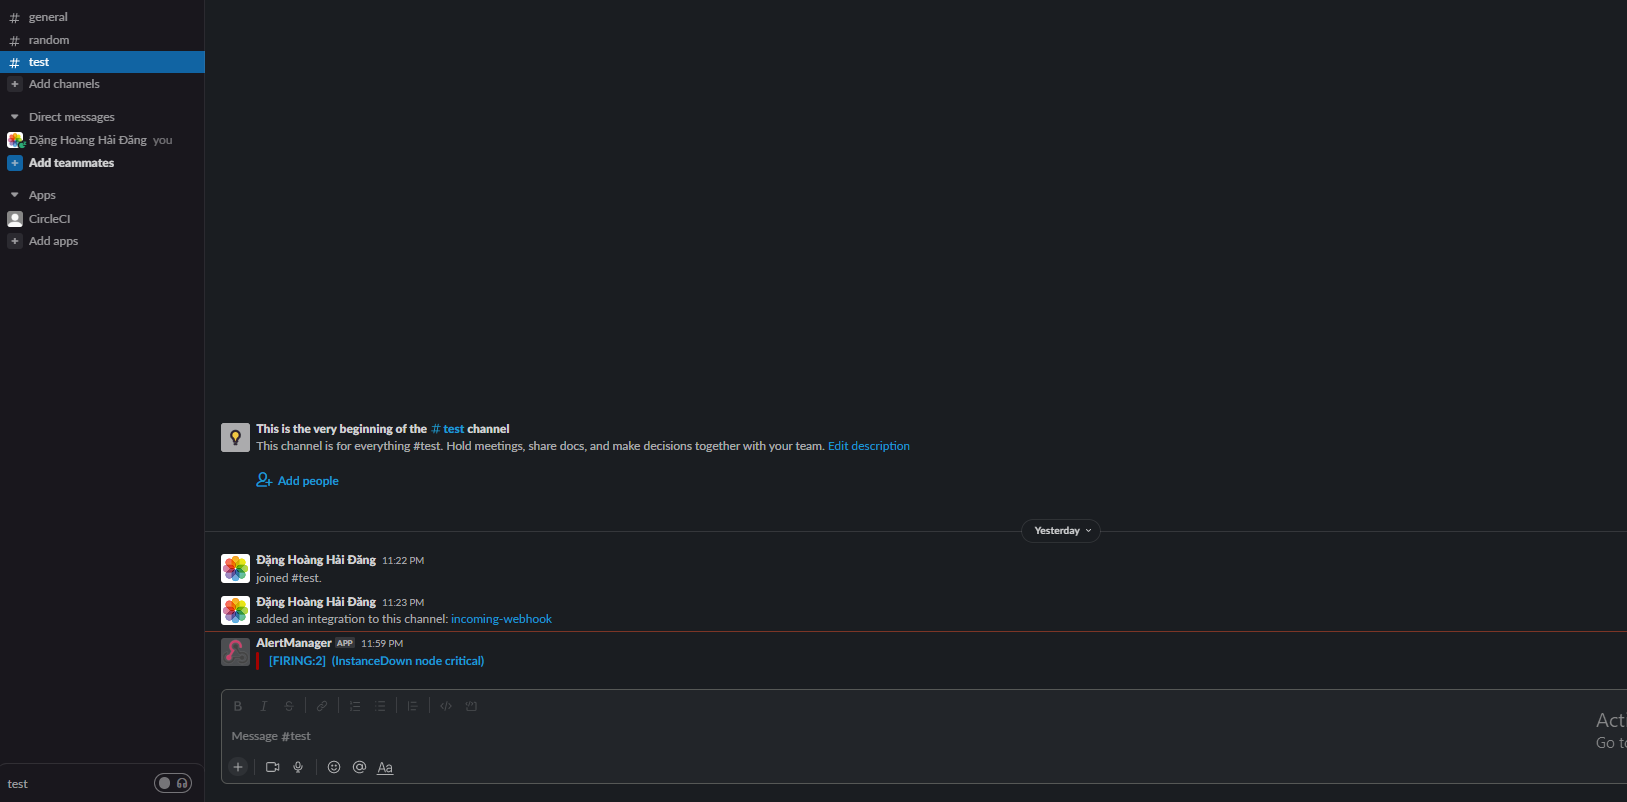 general
random
test
Add channels
Direct messages
Đặng Hoàng Hải Đăng you
Add teammates
Apps
CircleCI
Add apps
test
This is the very beginning of the # test channel
This channel is for everything #test. Hold meetings, share docs, and make decisions together with your team. Edit description
Add people
Yesterday
Đặng Hoàng Hải Đăng 11:22 PM
joined #test.
Đặng Hoàng Hải Đăng 11:23 PM
added an integration to this channel: incoming-webhook
AlertManager APP 11:59 PM
[FIRING:2] (InstanceDown node critical)
B I S
Message #test
Aa
Acti
Go to